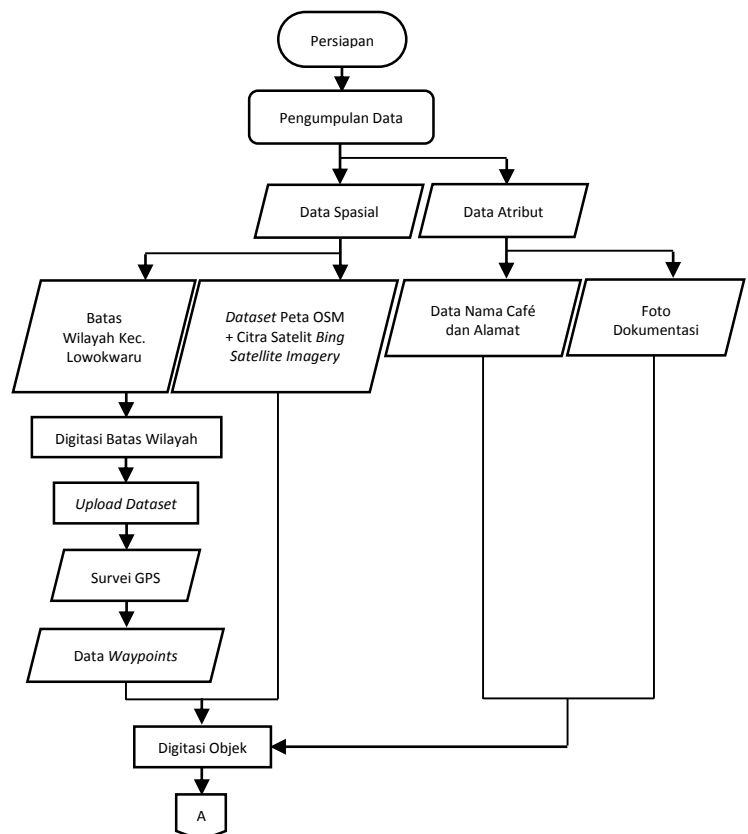 Persiapan
Pengumpulan Data
Data Spasial
Data Atribut
Batas
Wilayah Kec.
Lowokwaru
Dataset Peta OSM
+ Citra Satelit Bing
Satellite Imagery
Data Nama Café
dan Alamat
Foto
Dokumentasi
Digitasi Batas Wilayah
Upload Dataset
Survei GPS
Data Waypoints
Digitasi Objek
A